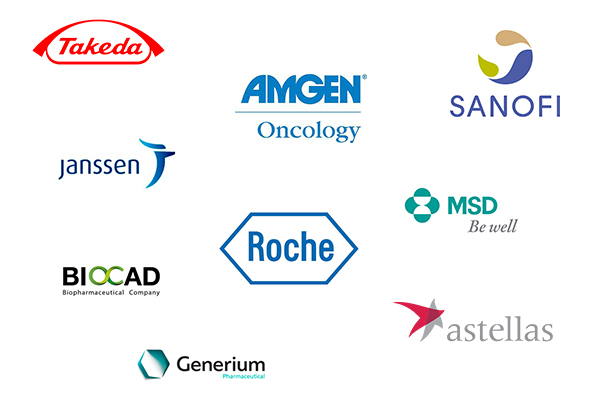 Takeda
AMGEN®
Oncology
SANOFI
janssen
MSD
Be well
Roche
BIOCAD
Biopharmaceutical Company
astellas
Generium
Pharmaceutical